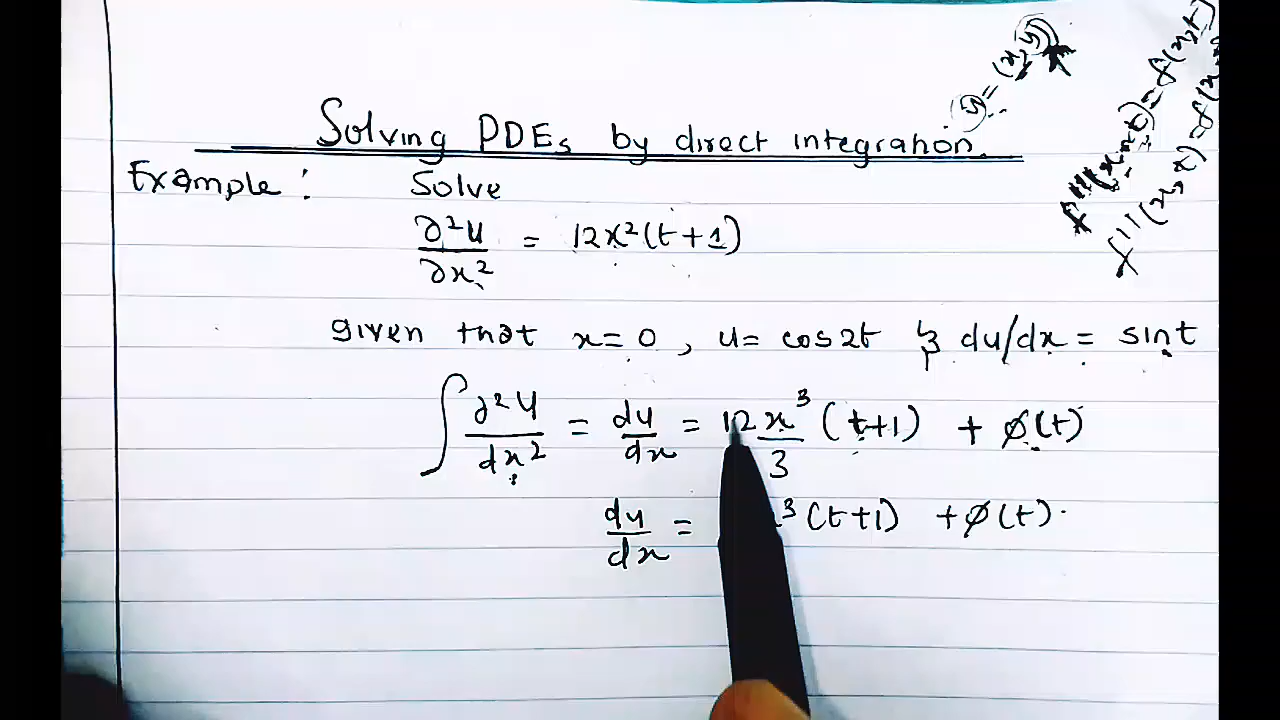 Solving PDEs by direct integration.
Example: Solve
∂²u/∂x² = 12x²(t+1)
given that x=0, u= cos2t & du/dx = sint
∫ ∂²u/dx² = du/dx = 12x³/3 (t+1) + ϕ(t)
du/dx = ³(t+1) + ϕ(t).